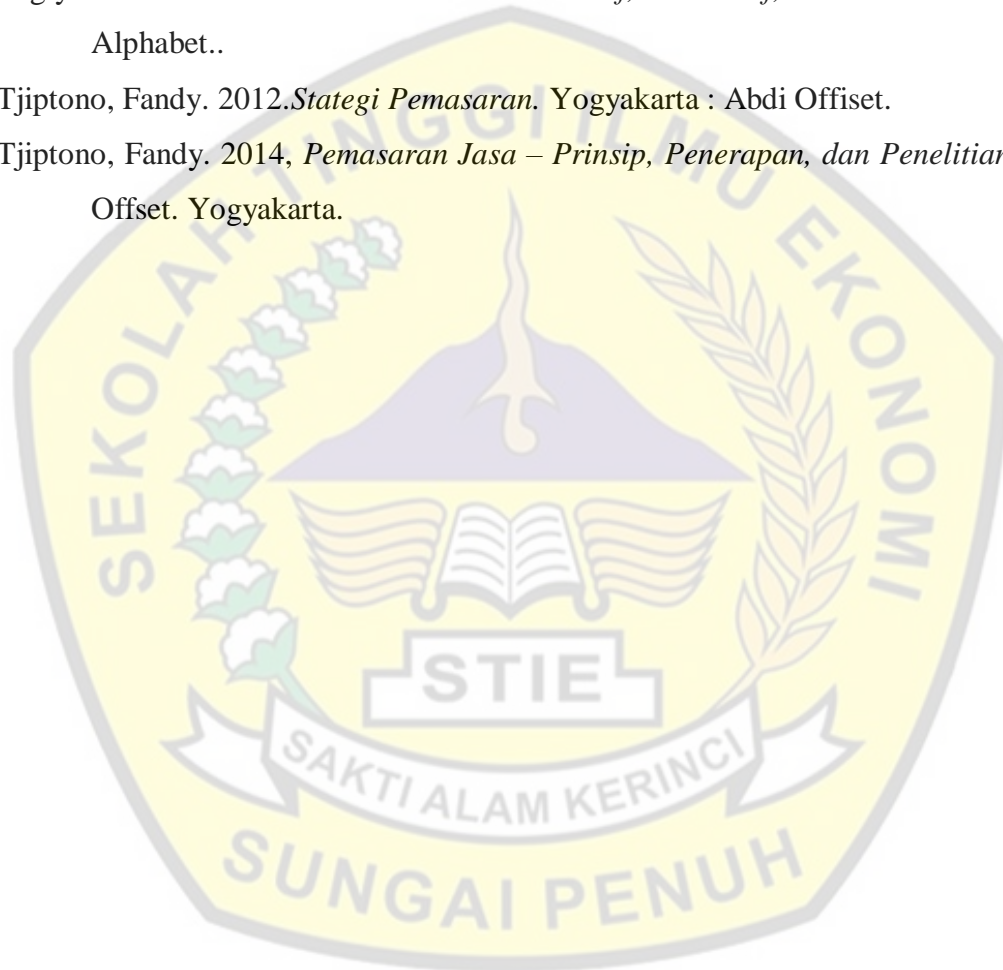 Alphabet..
Tjiptono, Fandy. 2012.Stategi Pemasaran. Yogyakarta : Abdi Offiset.
Tjiptono, Fandy. 2014, Pemasaran Jasa – Prinsip, Penerapan, dan Penelitian
Offset. Yogyakarta.
SEKOLAH TINGGI ILMU EKONOMI
STIE
SAKTI ALAM KERINCI
SUNGAI PENUH